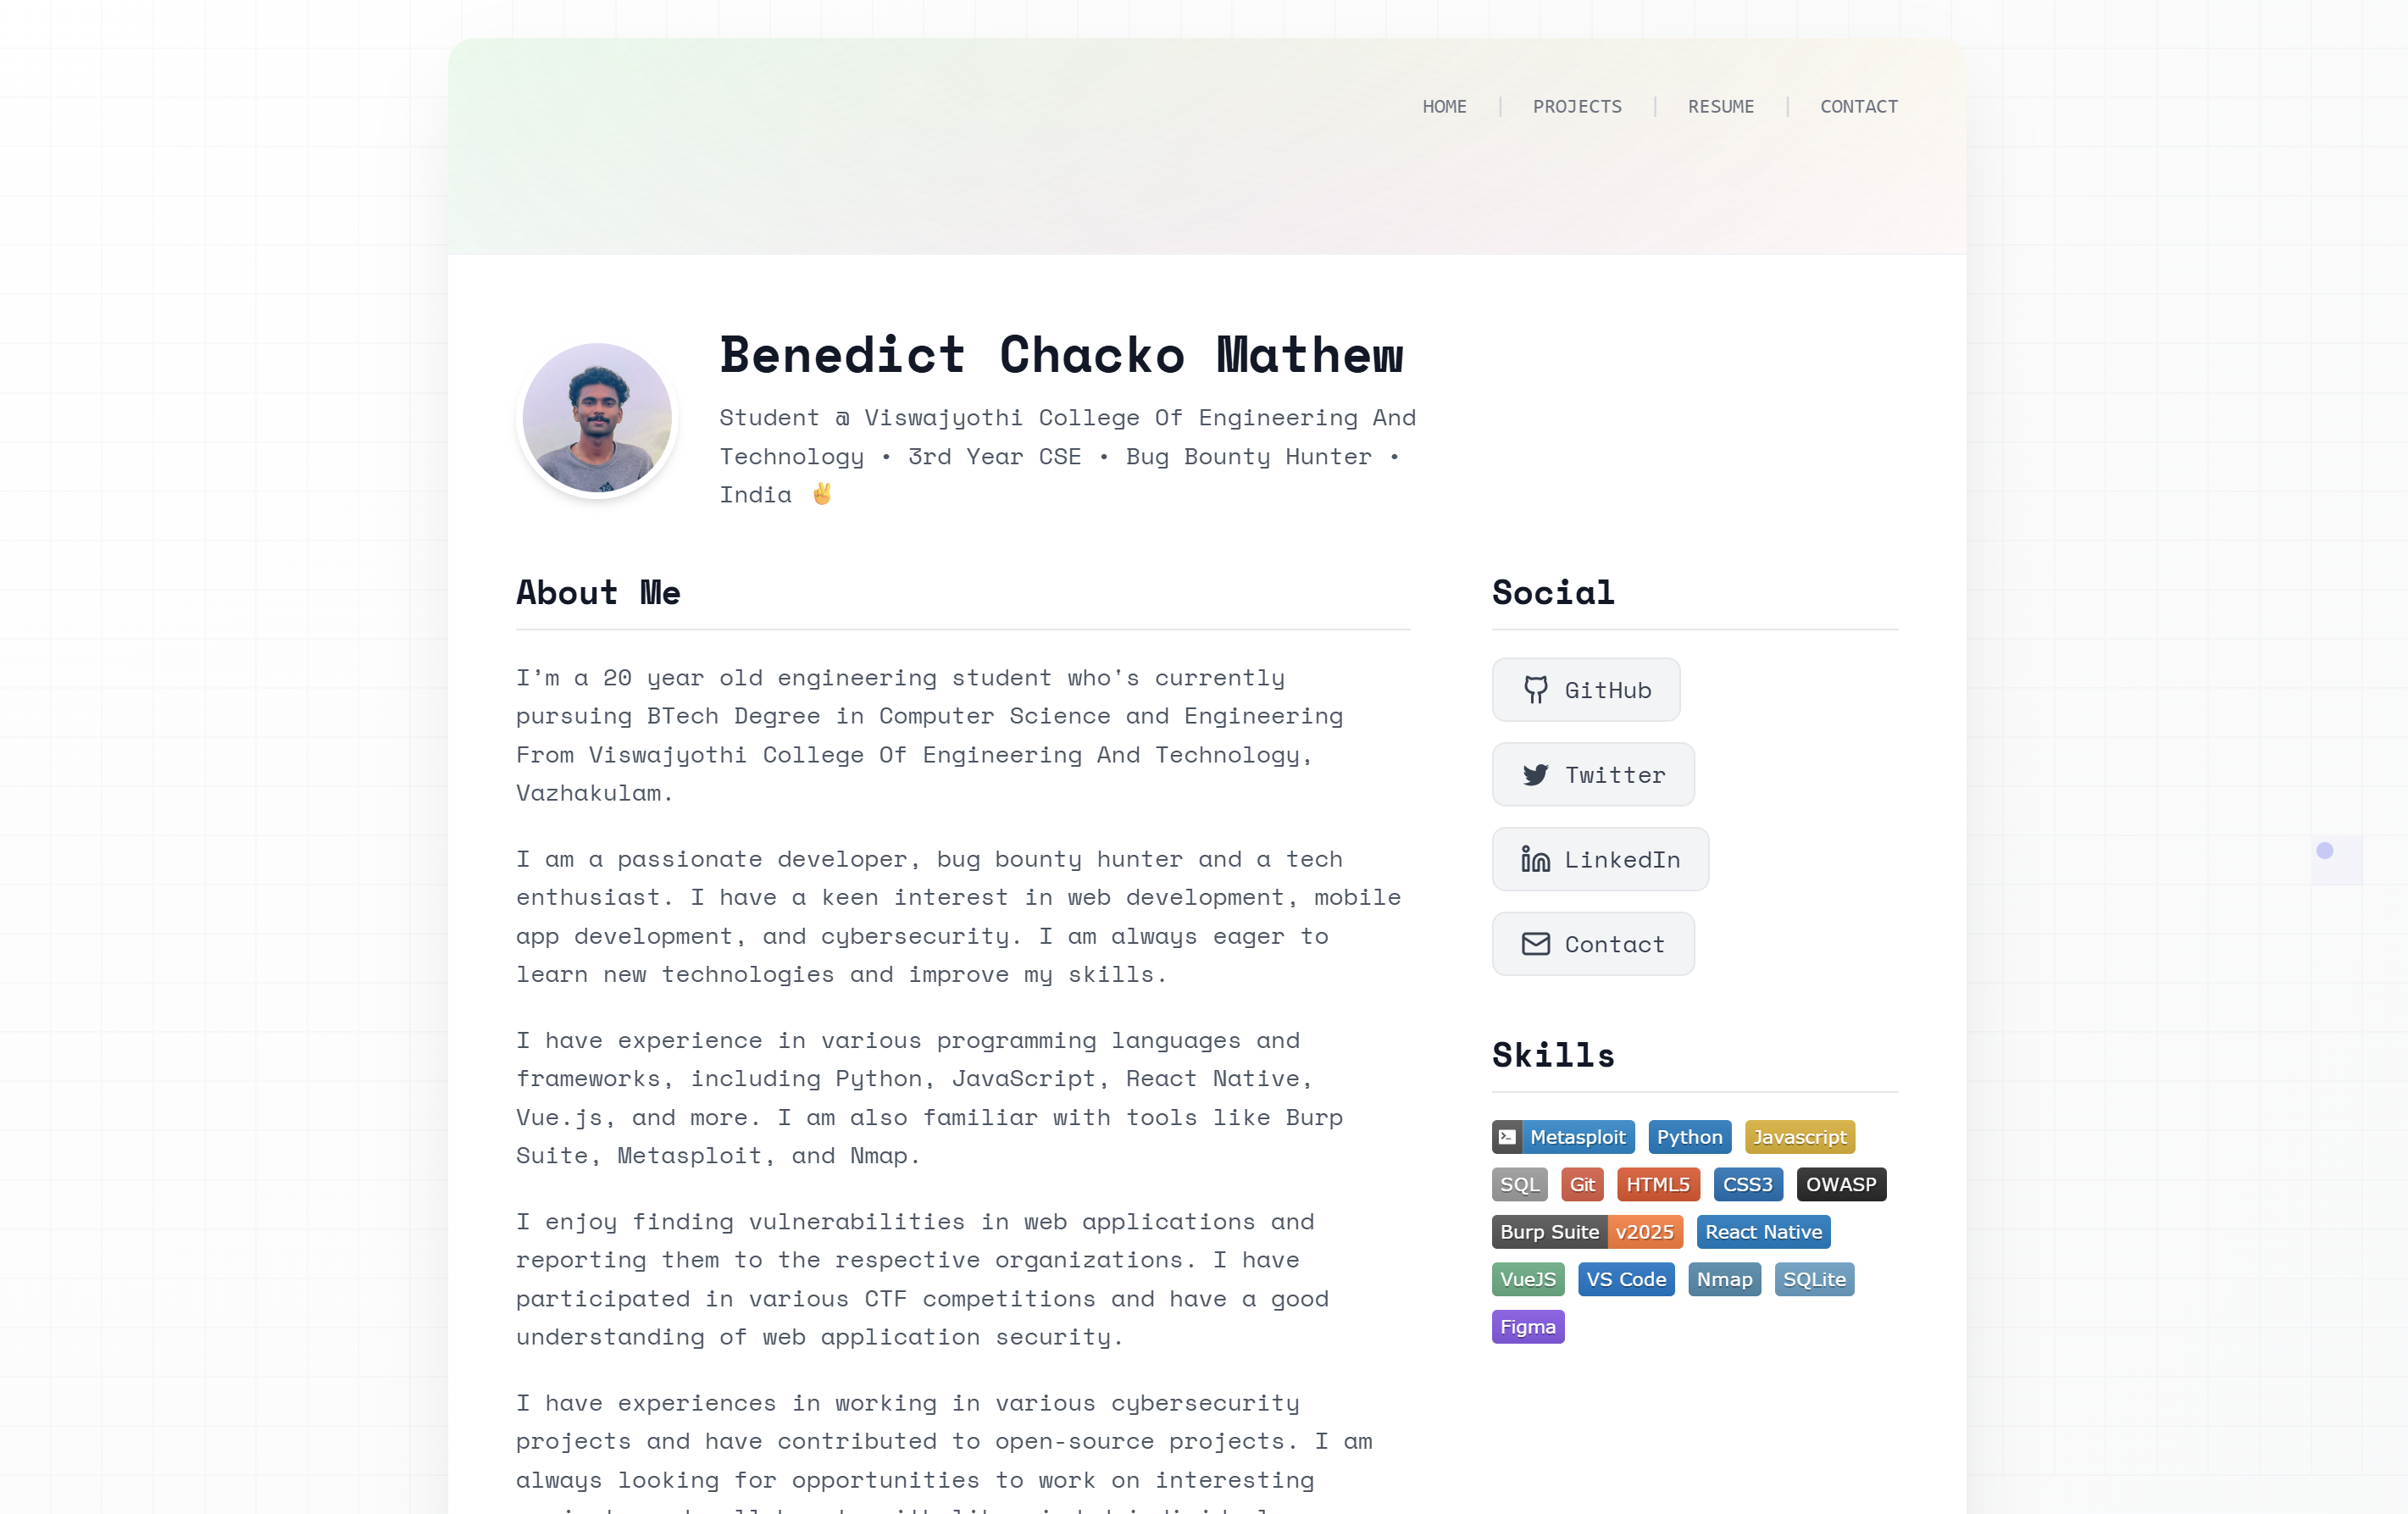 HOME | PROJECTS | RESUME | CONTACT
Benedict Chacko Mathew
Student @ Viswajyothi College Of Engineering And
Technology • 3rd Year CSE • Bug Bounty Hunter •
India ✌
About Me
I'm a 20 year old engineering student who's currently
pursuing BTech Degree in Computer Science and Engineering
From Viswajyothi College Of Engineering And Technology,
Vazhakulam.
I am a passionate developer, bug bounty hunter and a tech
enthusiast. I have a keen interest in web development, mobile
app development, and cybersecurity. I am always eager to
learn new technologies and improve my skills.
I have experience in various programming languages and
frameworks, including Python, JavaScript, React Native,
Vue.js, and more. I am also familiar with tools like Burp
Suite, Metasploit, and Nmap.
I enjoy finding vulnerabilities in web applications and
reporting them to the respective organizations. I have
participated in various CTF competitions and have a good
understanding of web application security.
I have experiences in working in various cybersecurity
projects and have contributed to open-source projects. I am
always looking for opportunities to work on interesting
Social
GitHub
Twitter
LinkedIn
Contact
Skills
Metasploit Python Javascript
SQL Git HTML5 CSS3 OWASP
Burp Suite v2025 React Native
VueJS VS Code Nmap SQLite
Figma